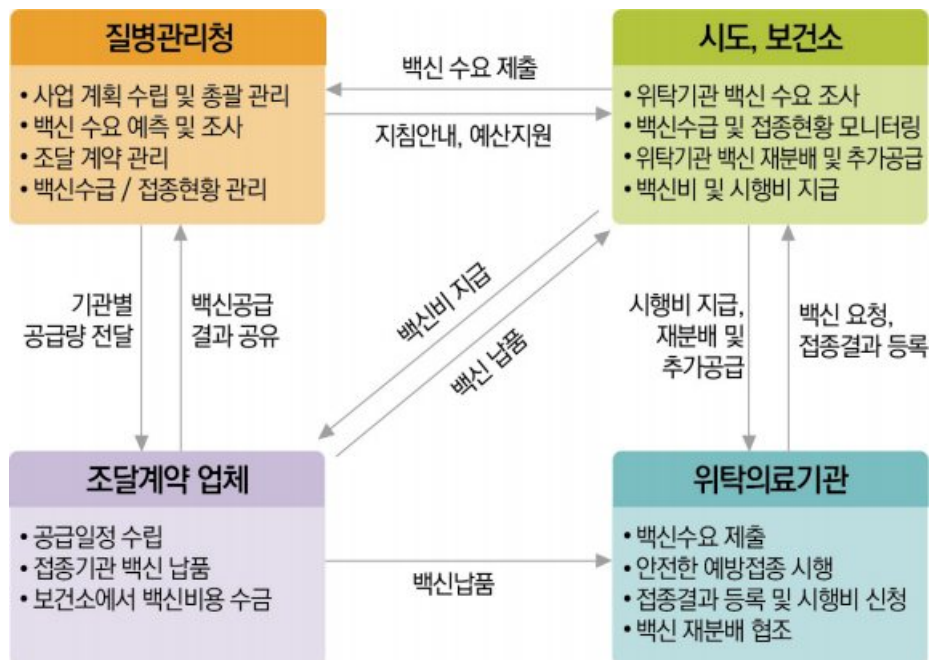 질병관리청
• 사업 계획 수립 및 총괄 관리
• 백신 수요 예측 및 조사
• 조달 계약 관리
• 백신수급 / 접종현황 관리
백신 수요 제출
지침안내, 예산지원
시도, 보건소
• 위탁기관 백신 수요 조사
• 백신수급 및 접종현황 모니터링
• 위탁기관 백신 재분배 및 추가공급
• 백신비 및 시행비 지급
기관별
공급량 전달
백신공급
결과 공유
백신비 지급
백신 납품
시행비 지급,
재분배 및
추가공급
백신 요청,
접종결과 등록
조달계약 업체
• 공급일정 수립
• 접종기관 백신 납품
• 보건소에서 백신비용 수금
백신납품
위탁의료기관
• 백신수요 제출
• 안전한 예방접종 시행
• 접종결과 등록 및 시행비 신청
• 백신 재분배 협조